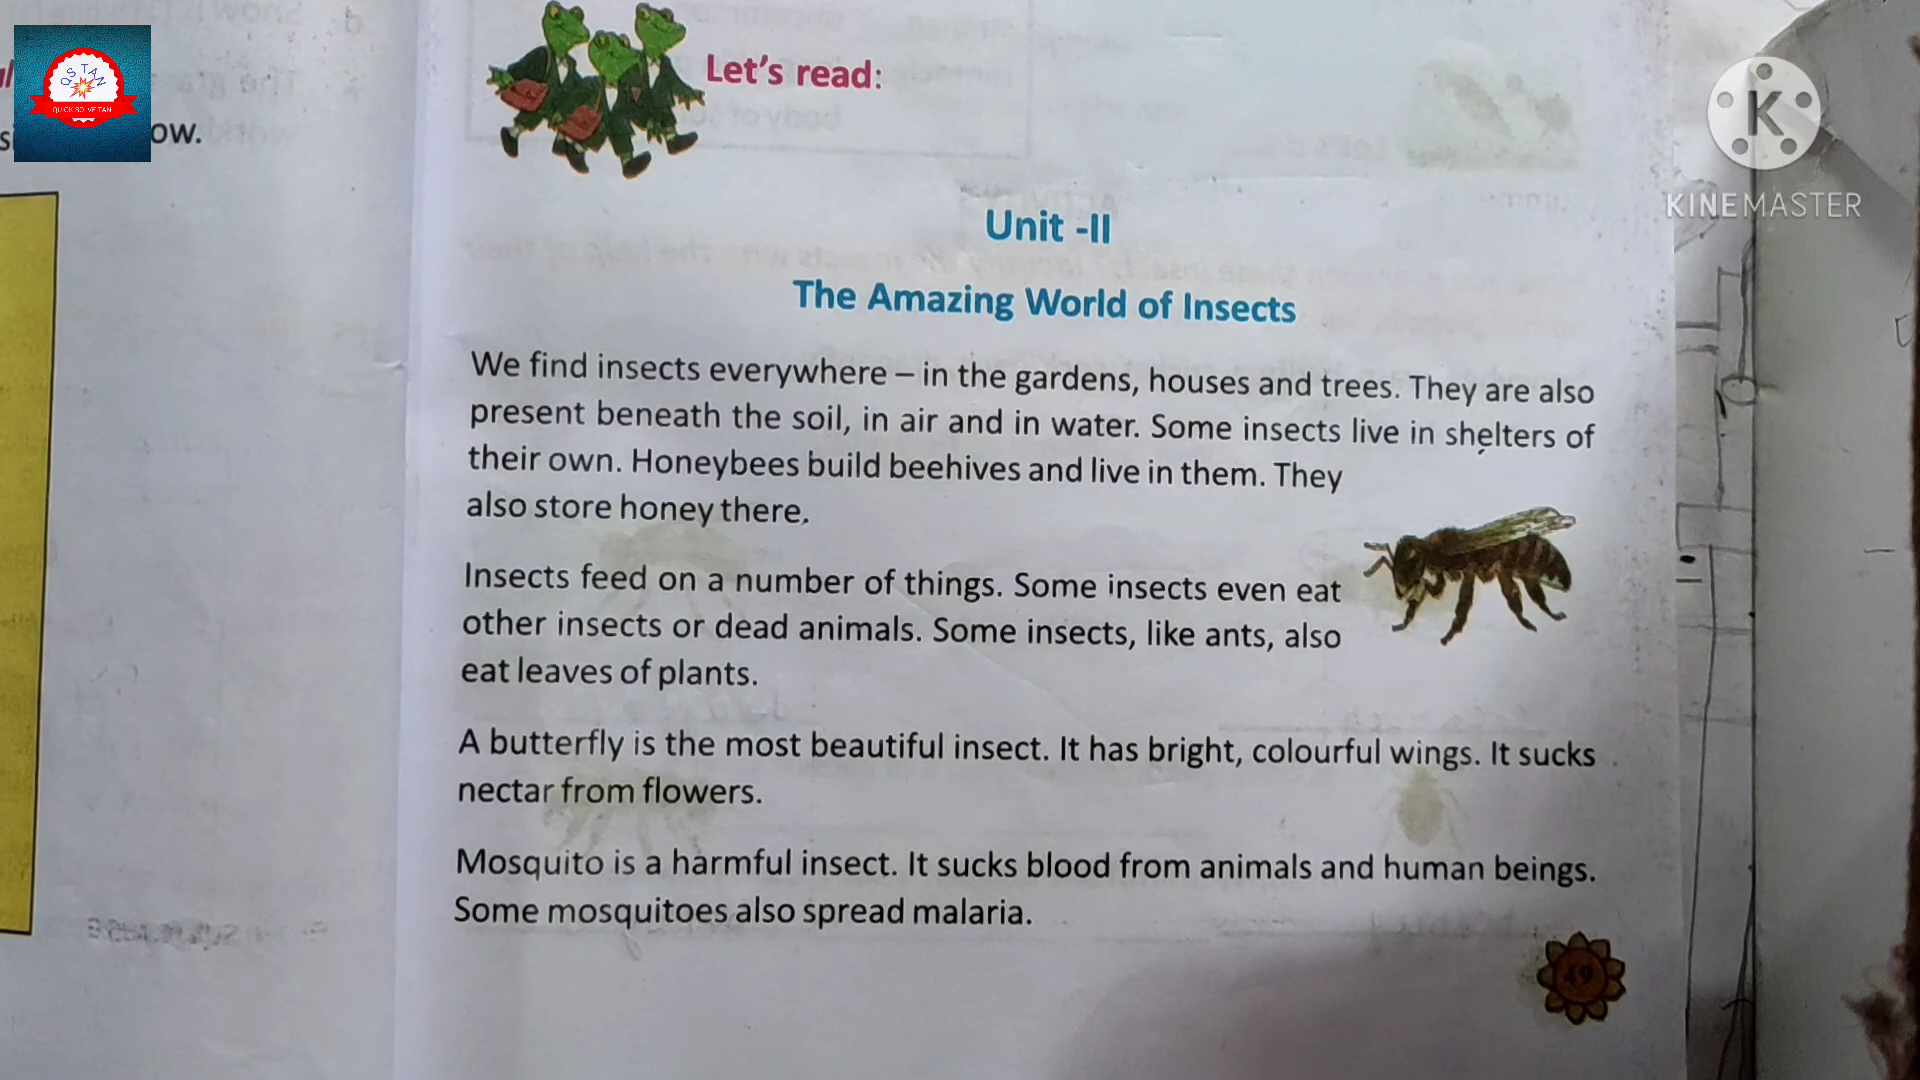 QSTAN
QUICK SOLVE TAN
ow.
Let's read:
KINEMASTER
Unit -II
The Amazing World of Insects
We find insects everywhere – in the gardens, houses and trees. They are also
present beneath the soil, in air and in water. Some insects live in shelters of
their own. Honeybees build beehives and live in them. They
also store honey there.
Insects feed on a number of things. Some insects even eat
other insects or dead animals. Some insects, like ants, also
eat leaves of plants.
A butterfly is the most beautiful insect. It has bright, colourful wings. It sucks
nectar from flowers.
Mosquito is a harmful insect. It sucks blood from animals and human beings.
Some mosquitoes also spread malaria.
49